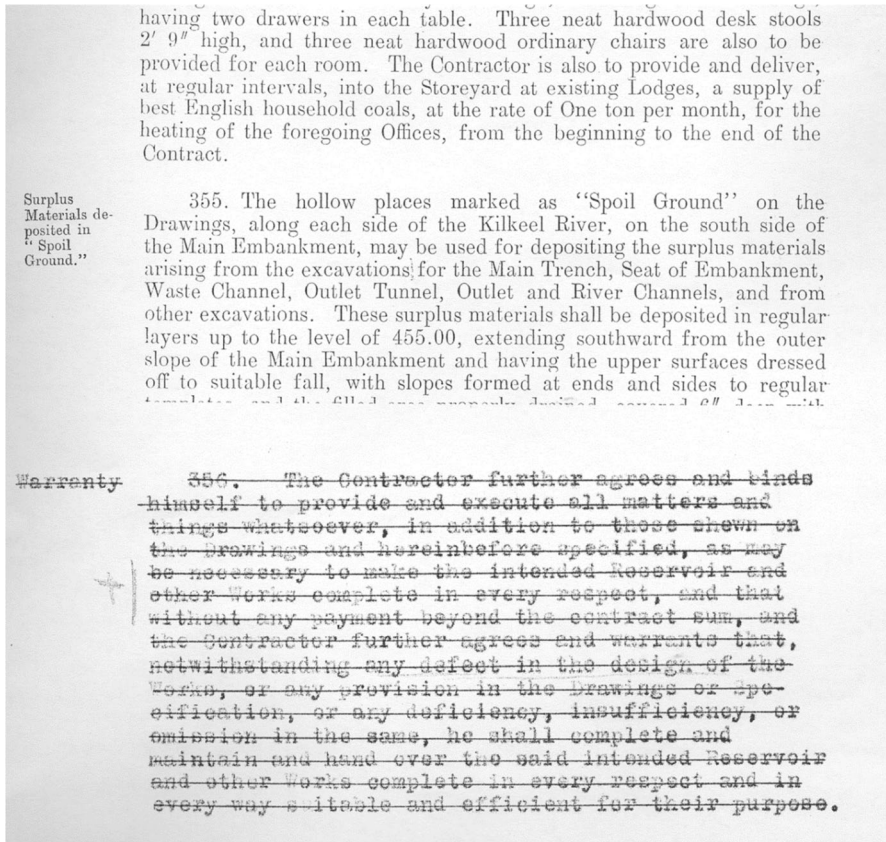 having two drawers in each table. Three neat hardwood desk stools
2′ 9″ high, and three neat hardwood ordinary chairs are also to be
provided for each room. The Contractor is also to provide and deliver,
at regular intervals, into the Storeyard at existing Lodges, a supply of
best English household coals, at the rate of One ton per month, for the
heating of the foregoing Offices, from the beginning to the end of the
Contract.
Surplus
Materials de-
posited in
“ Spoil
Ground.”
355. The hollow places marked as “Spoil Ground” on the
Drawings, along each side of the Kilkeel River, on the south side of
the Main Embankment, may be used for depositing the surplus materials
arising from the excavations for the Main Trench, Seat of Embankment,
Waste Channel, Outlet Tunnel, Outlet and River Channels, and from
other excavations. These surplus materials shall be deposited in regular
layers up to the level of 455.00, extending southward from the outer
slope of the Main Embankment and having the upper surfaces dressed
off to suitable fall, with slopes formed at ends and sides to regular
Warranty
356. The Contractor further agrees and binds
himself to provide and execute all matters and
things whatsoever, in addition to those shewn on
the Drawings and hereinbefore specified, as may
be necessary to make the intended Reservoir and
other Works complete in every respect, and that
without any payment beyond the contract sum, and
the Contractor further agrees and warrants that,
notwithstanding any defect in the design of the
Works, or any provision in the Drawings or Spe-
cification, or any deficiency, insufficiency, or
omission in the same, he shall complete and
maintain and hand over the said intended Reservoir
and other Works complete in every respect and in
every way suitable and efficient for their purpose.